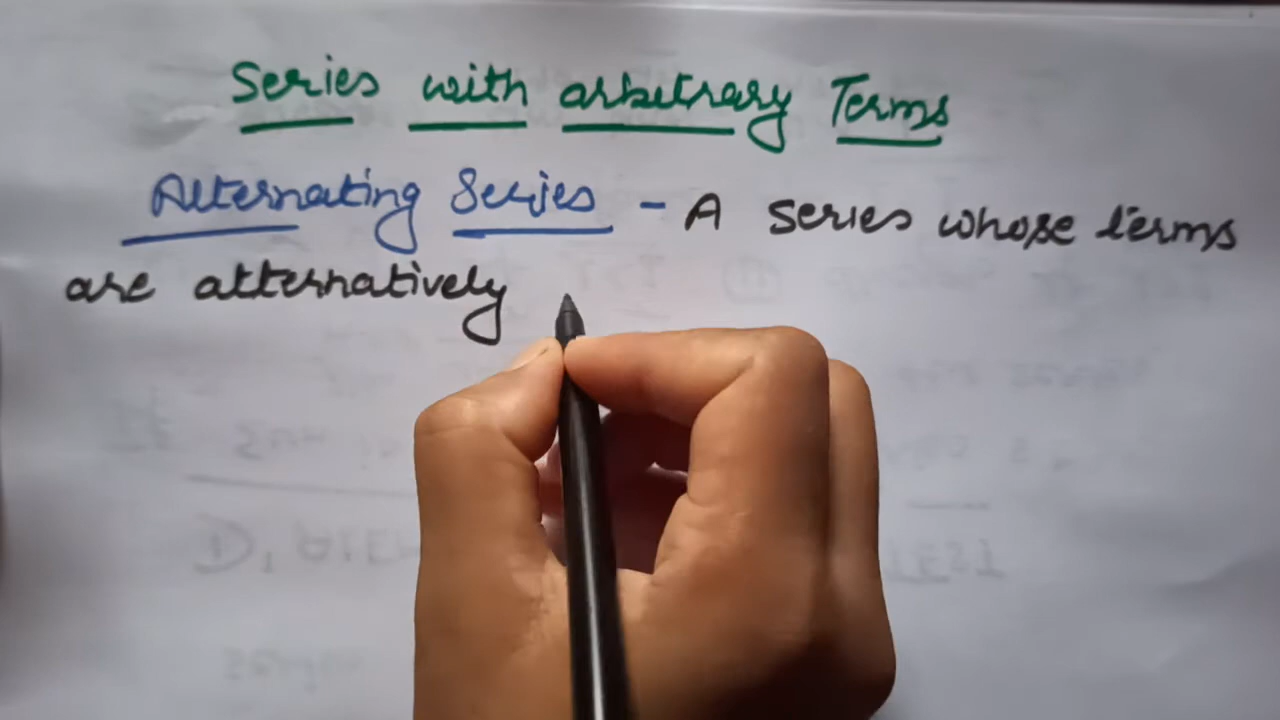 Series with arbitrary Terms
Alternating Series - A series whose terms
are alternatively